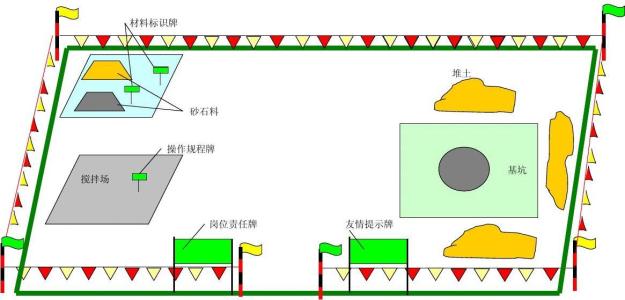 材料标识牌
堆土
砂石料
操作规程牌
搅拌场
基坑
岗位责任牌
友情提示牌